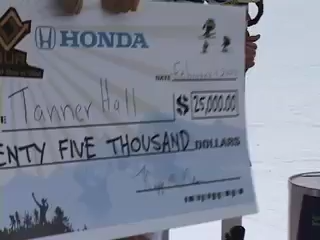 HONDA
DATE
Tanner Hall $ 25,000.00
ENTY FIVE THOUSAND DOLLARS